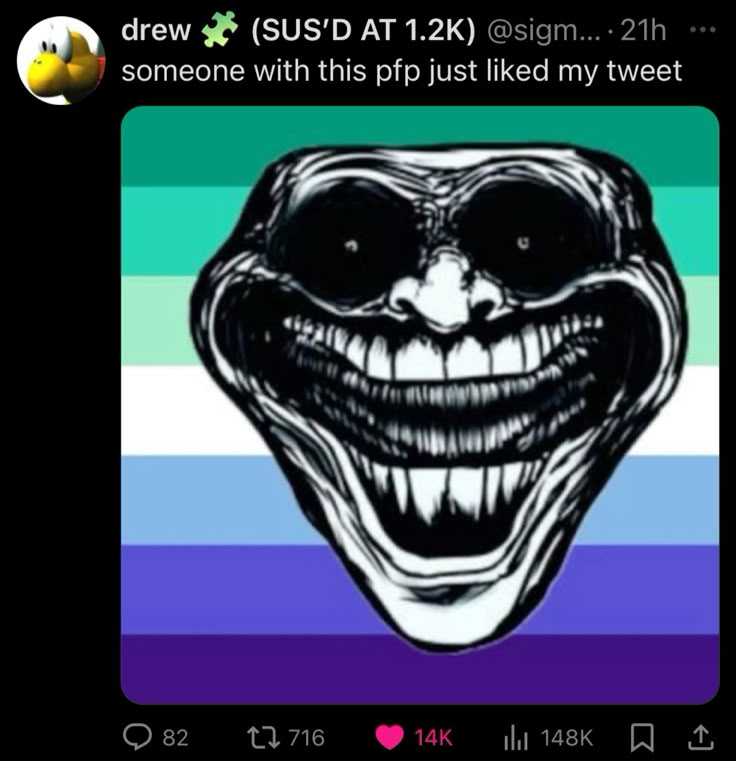 drew 🧩 (SUS’D AT 1.2K) @sigm... · 21h
someone with this pfp just liked my tweet
82 716 14K 148K